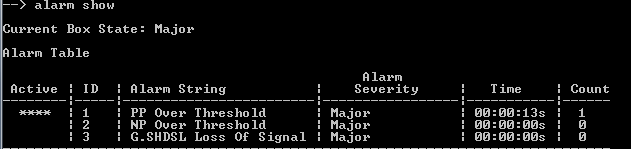 --> alarm show
Current Box State: Major
Alarm Table
Alarm
Active | ID | Alarm String | Severity | Time | Count
**** | 1 | PP Over Threshold | Major | 00:00:13s | 1
| 2 | NP Over Threshold | Major | 00:00:00s | 0
| 3 | G.SHDSL Loss Of Signal | Major | 00:00:00s | 0